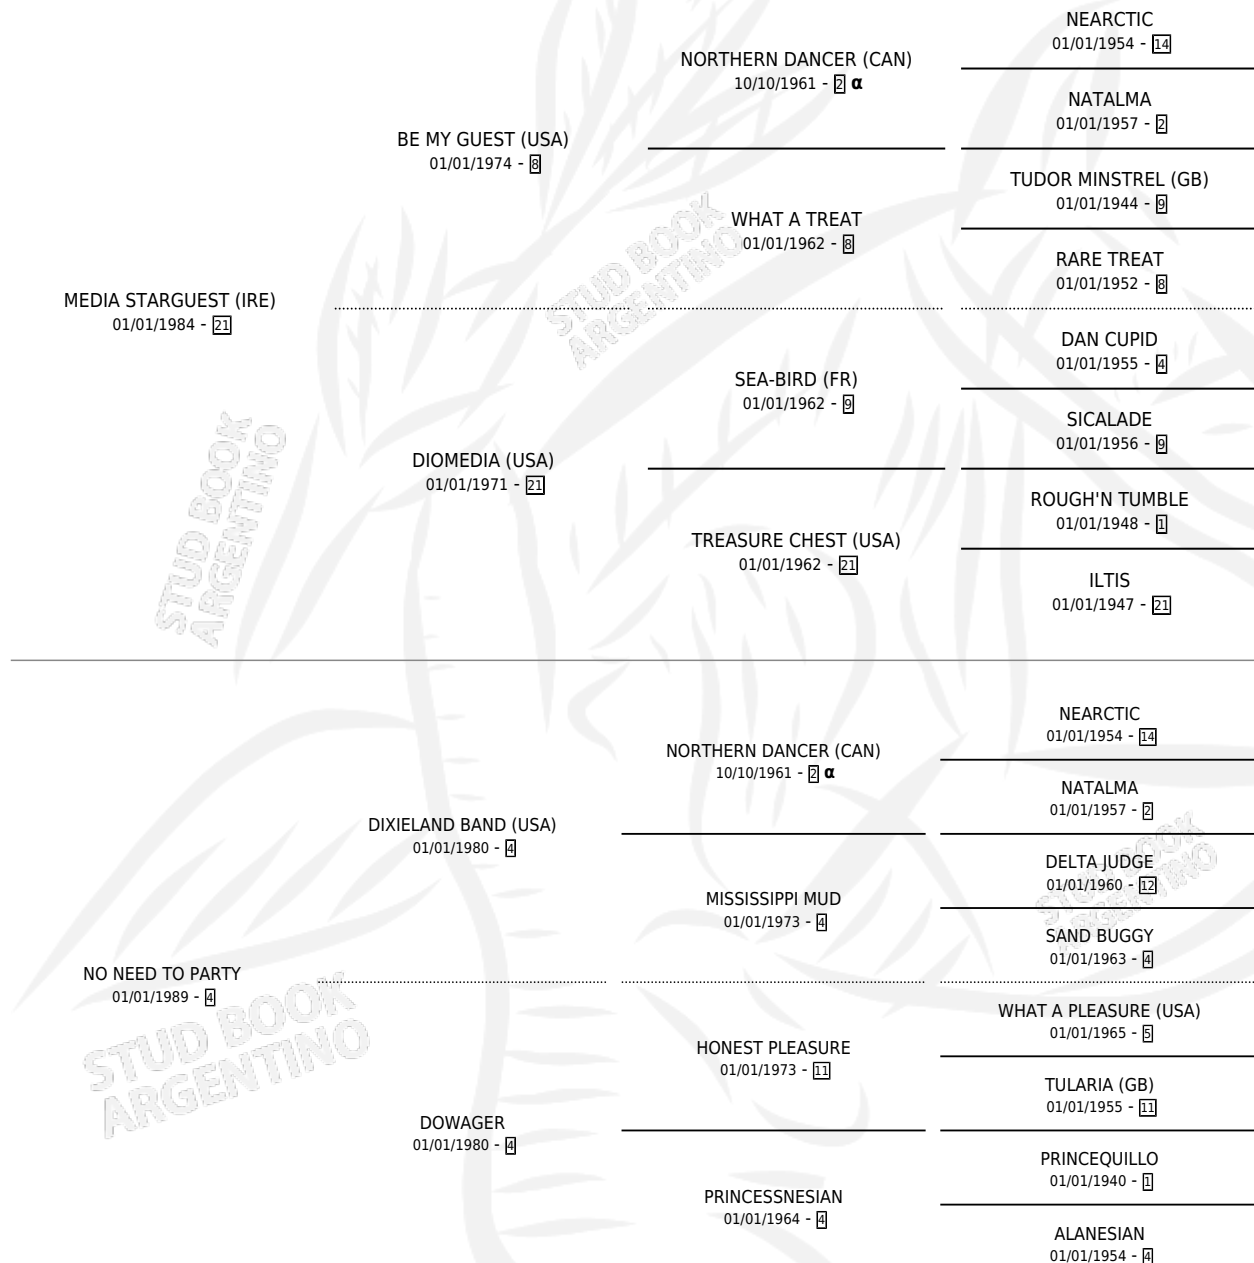 NEARCTIC
01/01/1954 - 14
NORTHERN DANCER (CAN)
10/10/1961 - 2 α
NATALMA
01/01/1957 - 2
BE MY GUEST (USA)
01/01/1974 - 8
TUDOR MINSTREL (GB)
01/01/1944 - 9
WHAT A TREAT
01/01/1962 - 8
RARE TREAT
01/01/1952 - 8
STUD BOOK
ARGENTINO
MEDIA STARGUEST (IRE)
01/01/1984 - 21
DAN CUPID
01/01/1955 - 4
SEA-BIRD (FR)
01/01/1962 - 9
SICALADE
01/01/1956 - 9
DIOMEDIA (USA)
01/01/1971 - 21
ROUGH'N TUMBLE
01/01/1948 - 1
TREASURE CHEST (USA)
01/01/1962 - 21
ILTIS
01/01/1947 - 21
STUD BOOK
ARGENTINO
NEARCTIC
01/01/1954 - 14
NORTHERN DANCER (CAN)
10/10/1961 - 2 α
NATALMA
01/01/1957 - 2
DIXIELAND BAND (USA)
01/01/1980 - 4
DELTA JUDGE
01/01/1960 - 12
MISSISSIPPI MUD
01/01/1973 - 4
SAND BUGGY
01/01/1963 - 4
STUD BOOK
ARGENTINO
NO NEED TO PARTY
01/01/1989 - 4
WHAT A PLEASURE (USA)
01/01/1965 - 5
HONEST PLEASURE
01/01/1973 - 11
TULARIA (GB)
01/01/1955 - 11
DOWAGER
01/01/1980 - 4
PRINCEQUILLO
01/01/1940 - 1
PRINCESSNESIAN
01/01/1964 - 4
ALANESIAN
01/01/1954 - 4
STUD BOOK
ARGENTINO